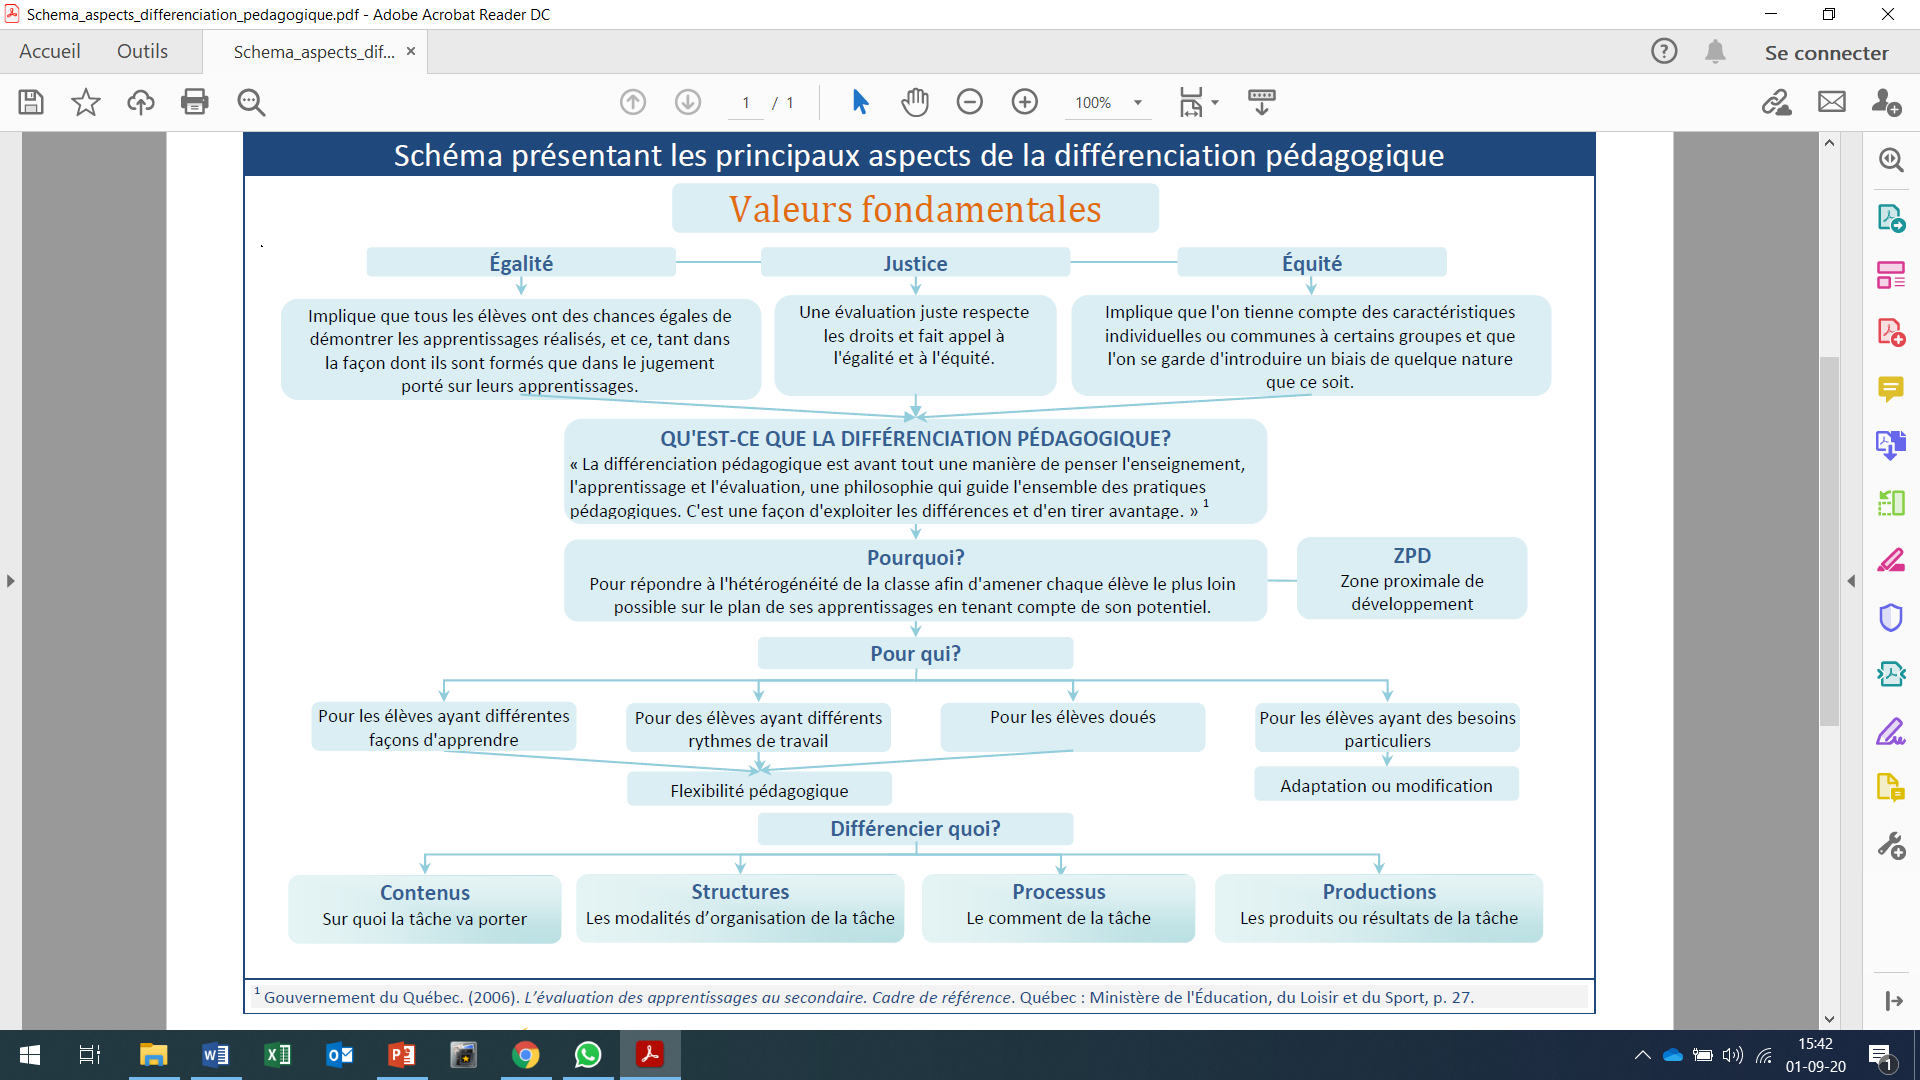 Schema_aspects_differenciation_pedagogique.pdf - Adobe Acrobat Reader DC
Accueil
Outils
Schema_aspects_dif...
Se connecter
1 / 1
100%
Schéma présentant les principaux aspects de la différenciation pédagogique
Valeurs fondamentales
Égalité
Justice
Équité
Implique que tous les élèves ont des chances égales de
démontrer les apprentissages réalisés, et ce, tant dans
la façon dont ils sont formés que dans le jugement
porté sur leurs apprentissages.
Une évaluation juste respecte
les droits et fait appel à
l'égalité et à l'équité.
Implique que l'on tienne compte des caractéristiques
individuelles ou communes à certains groupes et que
l'on se garde d'introduire un biais de quelque nature
que ce soit.
QU'EST-CE QUE LA DIFFÉRENCIATION PÉDAGOGIQUE?
« La différenciation pédagogique est avant tout une manière de penser l'enseignement,
l'apprentissage et l'évaluation, une philosophie qui guide l'ensemble des pratiques
pédagogiques. C'est une façon d'exploiter les différences et d'en tirer avantage. » 1
Pourquoi?
Pour répondre à l'hétérogénéité de la classe afin d'amener chaque élève le plus loin
possible sur le plan de ses apprentissages en tenant compte de son potentiel.
ZPD
Zone proximale de
développement
Pour qui?
Pour les élèves ayant différentes
façons d'apprendre
Pour des élèves ayant différents
rythmes de travail
Pour les élèves doués
Pour les élèves ayant des besoins
particuliers
Flexibilité pédagogique
Adaptation ou modification
Différencier quoi?
Contenus
Sur quoi la tâche va porter
Structures
Les modalités d’organisation de la tâche
Processus
Le comment de la tâche
Productions
Les produits ou résultats de la tâche
1 Gouvernement du Québec. (2006). L’évaluation des apprentissages au secondaire. Cadre de référence. Québec : Ministère de l'Éducation, du Loisir et du Sport, p. 27.
15:42
01-09-20
1